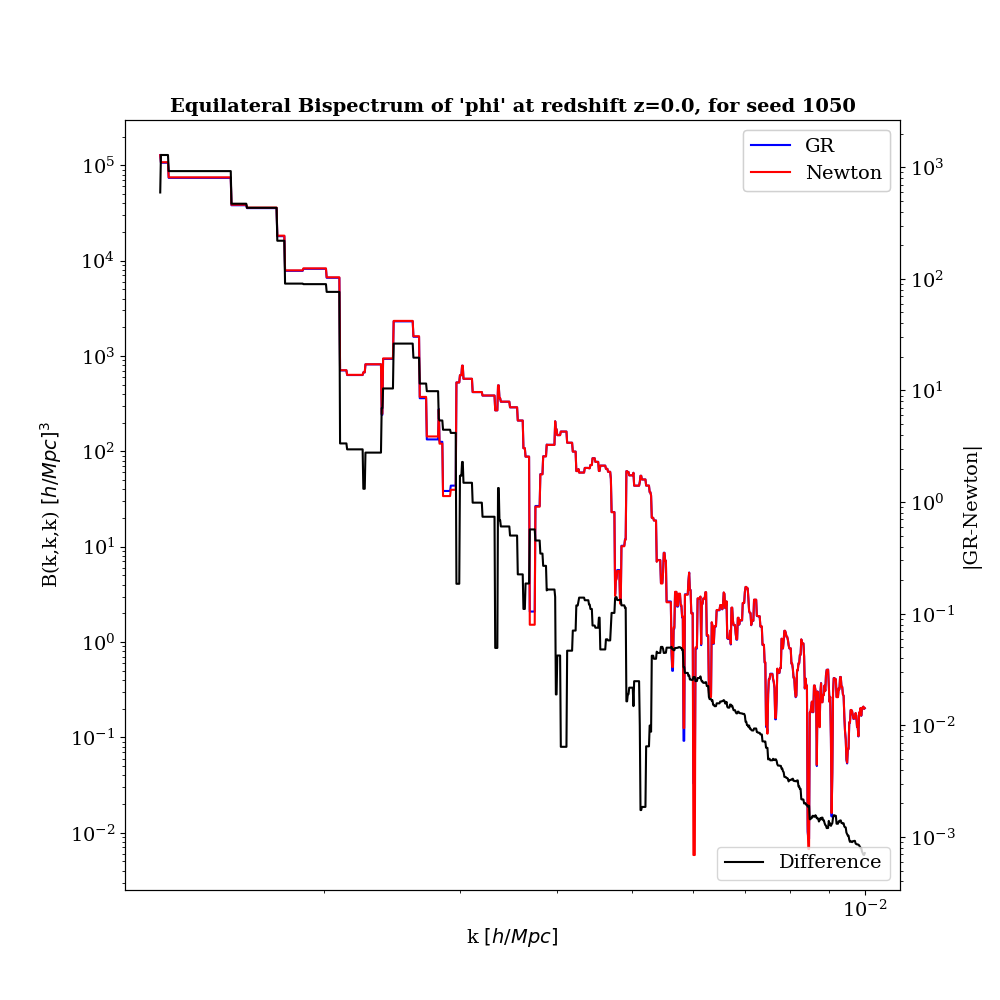 Equilateral Bispectrum of 'phi' at redshift z=0.0, for seed 1050
GR
Newton
10^5
10^4
10^3
10^2
10^1
10^0
10^−1
10^−2
B(k,k,k) [h/Mpc]^3
10^3
10^2
10^1
10^0
10^−1
10^−2
10^−3
|GR-Newton|
Difference
10^−2
k [h/Mpc]